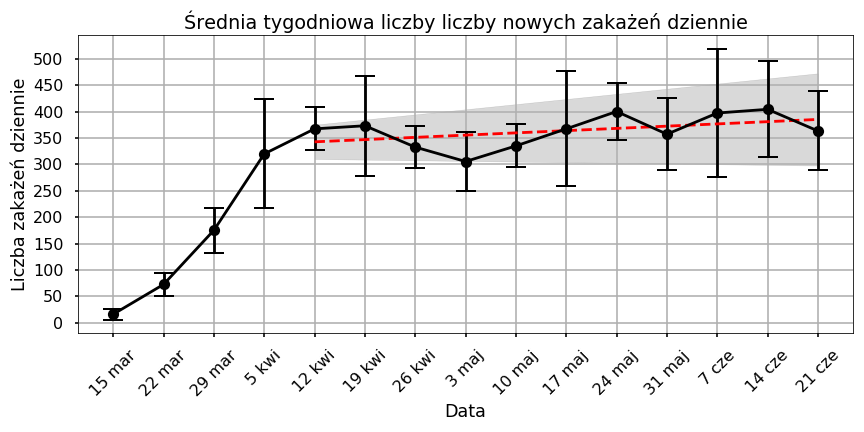 Średnia tygodniowa liczby liczby nowych zakażeń dziennie
Liczba zakażeń dziennie
500
450
400
350
300
250
200
150
100
50
0
15 mar
22 mar
29 mar
5 kwi
12 kwi
19 kwi
26 kwi
3 maj
10 maj
17 maj
24 maj
31 maj
7 cze
14 cze
21 cze
Data